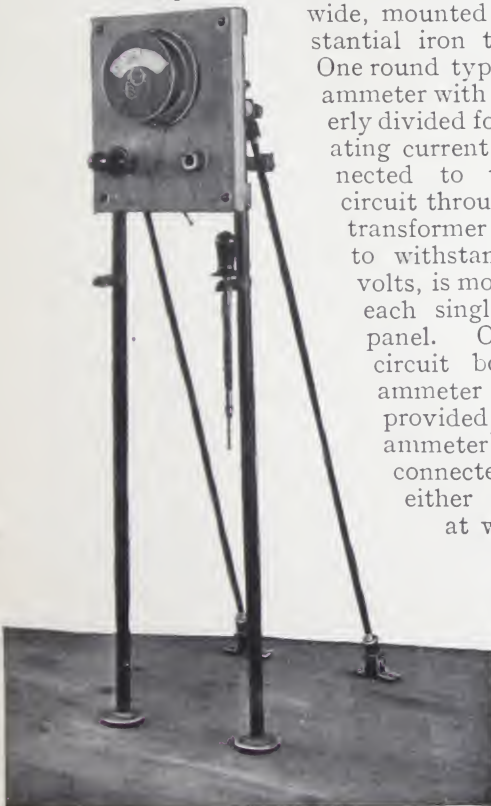 wide, mounted
stantial iron t
One round typ
ammeter with
erly divided fo
ating current
nected to t
circuit throu
transformer
to withstan
volts, is mo
each singl
panel. O
circuit bo
ammeter
provided
ammeter
connecte
either
at w